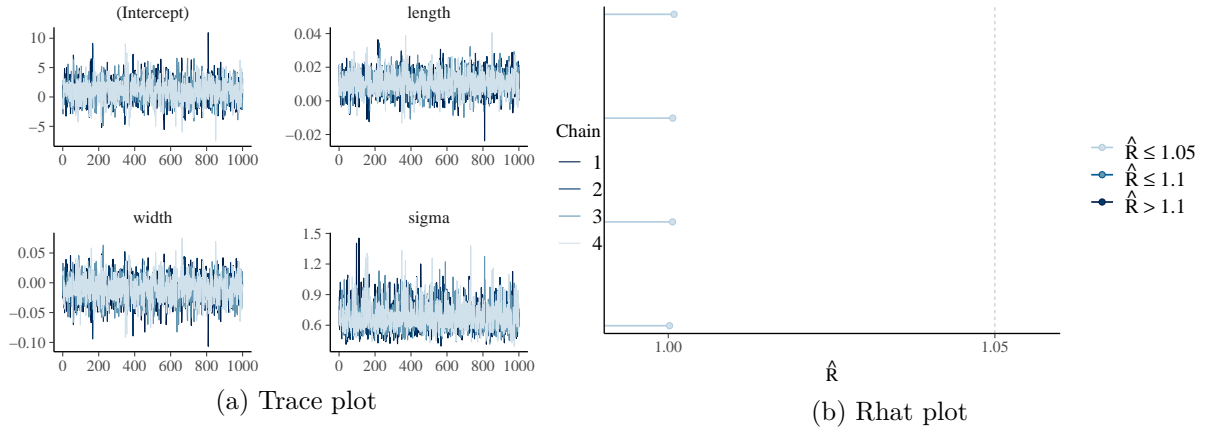 (Intercept)
length
10
5
0
−5
0 200 400 600 800 1000
0.04
0.02
0.00
−0.02
0 200 400 600 800 1000
width
sigma
0.05
0.00
−0.05
−0.10
0 200 400 600 800 1000
1.5
1.2
0.9
0.6
0 200 400 600 800 1000
Chain
1
2
3
4
(a) Trace plot
1.00 1.05
R̂
R̂ ≤ 1.05
R̂ ≤ 1.1
R̂ > 1.1
(b) Rhat plot